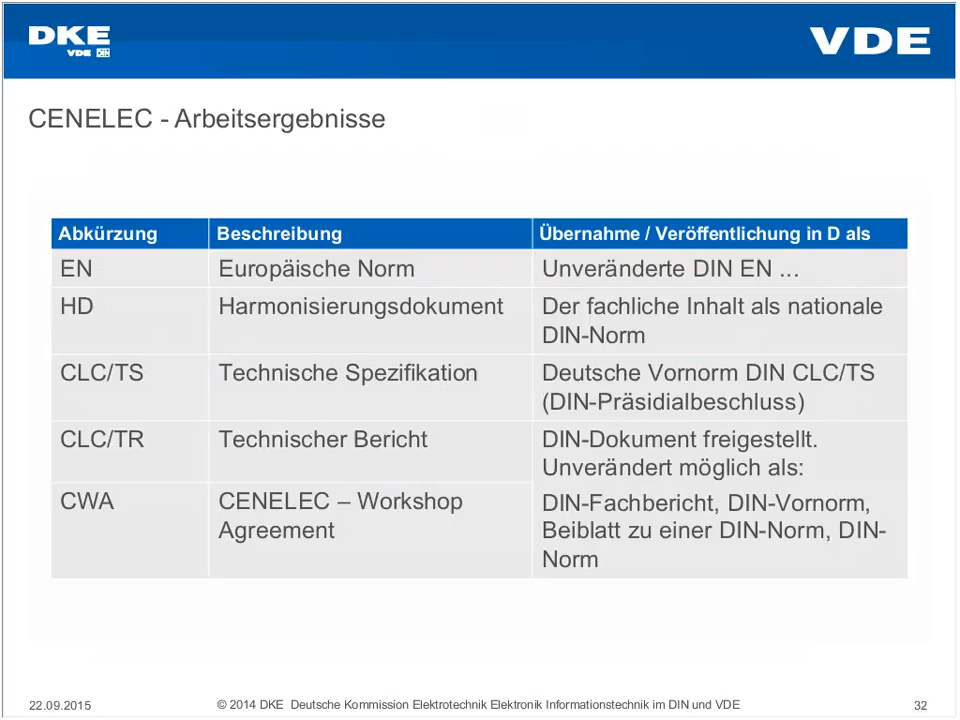 DKE
VDE DIN
VDE
CENELEC - Arbeitsergebnisse
Abkürzung Beschreibung Übernahme / Veröffentlichung in D als
EN Europäische Norm Unveränderte DIN EN ...
HD Harmonisierungsdokument Der fachliche Inhalt als nationale
DIN-Norm
CLC/TS Technische Spezifikation Deutsche Vornorm DIN CLC/TS
(DIN-Präsidialbeschluss)
CLC/TR Technischer Bericht DIN-Dokument freigestellt.
Unverändert möglich als:
CWA CENELEC – Workshop DIN-Fachbericht, DIN-Vornorm,
Agreement Beiblatt zu einer DIN-Norm, DIN-
Norm
22.09.2015 © 2014 DKE Deutsche Kommission Elektrotechnik Elektronik Informationstechnik im DIN und VDE 32